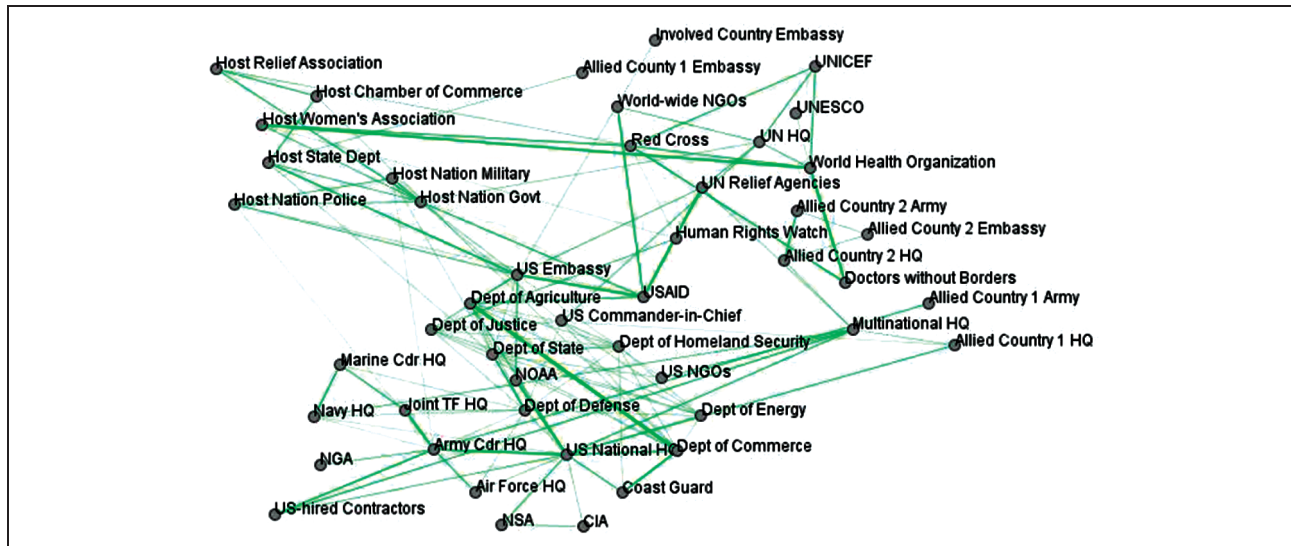 Involved Country Embassy
Host Relief Association
Allied County 1 Embassy
UNICEF
Host Chamber of Commerce
World-wide NGOs
UNESCO
Host Women's Association
Red Cross
UN HQ
Host State Dept
World Health Organization
Host Nation Military
UN Relief Agencies
Host Nation Police
Host Nation Govt
Allied Country 2 Army
Human Rights Watch
Allied County 2 Embassy
Allied Country 2 HQ
US Embassy
Doctors without Borders
Dept of Agriculture
USAID
Allied Country 1 Army
US Commander-in-Chief
Multinational HQ
Dept of Justice
Dept of State
Dept of Homeland Security
Allied Country 1 HQ
Marine Cdr HQ
NOAA
US NGOs
Navy HQ
Joint TF HQ
Dept of Defense
Dept of Energy
Army Cdr HQ
US National HQ
Dept of Commerce
NGA
Air Force HQ
Coast Guard
US-hired Contractors
NSA
CIA